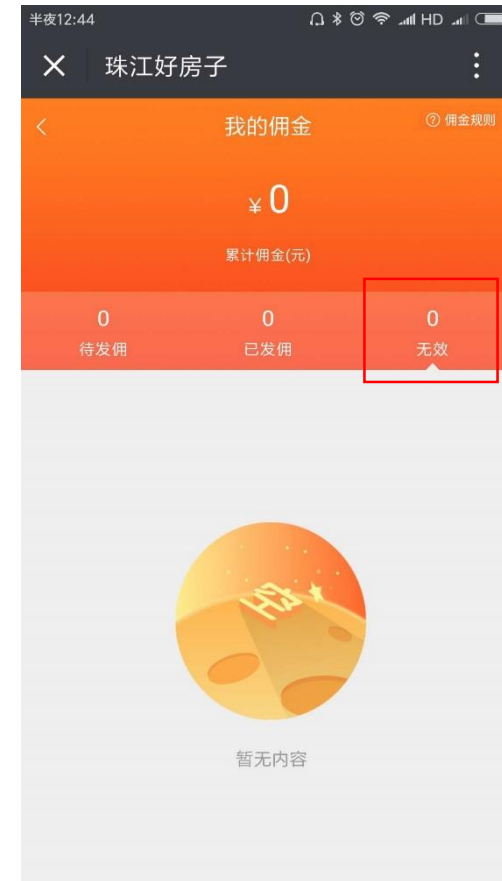 半夜12:44
HD
珠江好房子
我的佣金
? 佣金规则
¥ 0
累计佣金(元)
0 0 0
待发佣 已发佣 无效
暂无内容